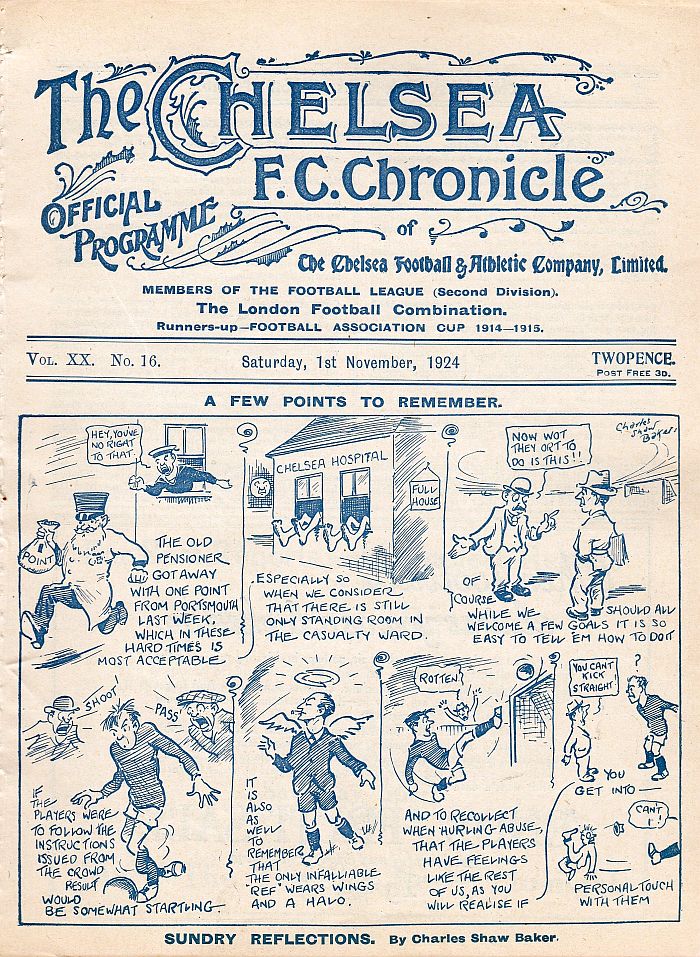 The CHELSEA
F.C. Chronicle
OFFICIAL
PROGRAMME
of
The Chelsea Football & Athletic Company, Limited.
MEMBERS OF THE FOOTBALL LEAGUE (Second Division).
The London Football Combination.
Runners-up—FOOTBALL ASSOCIATION CUP 1914—1915.
VOL. XX. No. 16.
Saturday, 1st November, 1924
TWOPENCE.
POST FREE 3D.
A FEW POINTS TO REMEMBER.
HEY, YOU'VE
NO RIGHT
TO THAT.
POINT
THE OLD
PENSIONER
GOT AWAY
WITH ONE POINT
FROM PORTSMOUTH
LAST WEEK,
WHICH IN THESE
HARD TIMES IS
MOST ACCEPTABLE
CHELSEA HOSPITAL
FULL
HOUSE
ESPECIALLY SO
WHEN WE CONSIDER
THAT THERE IS STILL
ONLY STANDING ROOM IN
THE CASUALTY WARD.
NOW WOT
THEY ORT TO
DO IS THIS!!
Charles
Shaw
Baker.
OF
COURSE
WHILE WE SHOULD ALL
WELCOME A FEW GOALS IT IS SO
EASY TO TELL 'EM HOW TO DO IT
SHOOT
PASS
IF
THE
PLAYERS WERE
TO FOLLOW THE
INSTRUCTIONS
ISSUED FROM
THE CROWD
RESULT
WOULD
BE SOMEWHAT STARTLING.
IT
IS
ALSO
AS
WELL
TO
REMEMBER
THAT
THE ONLY INFALLIABLE
"REF" WEARS WINGS
AND A HALO.
ROTTEN
AND TO RECOLLECT
WHEN 'HURLING ABUSE,
THAT THE PLAYERS
HAVE FEELINGS
LIKE THE REST
OF US, AS YOU
WILL REALISE IF
YOU CAN'T
KICK
STRAIGHT
?
YOU
GET INTO —
CAN'T
I!
PERSONAL TOUCH
WITH THEM
SUNDRY REFLECTIONS. By Charles Shaw Baker.